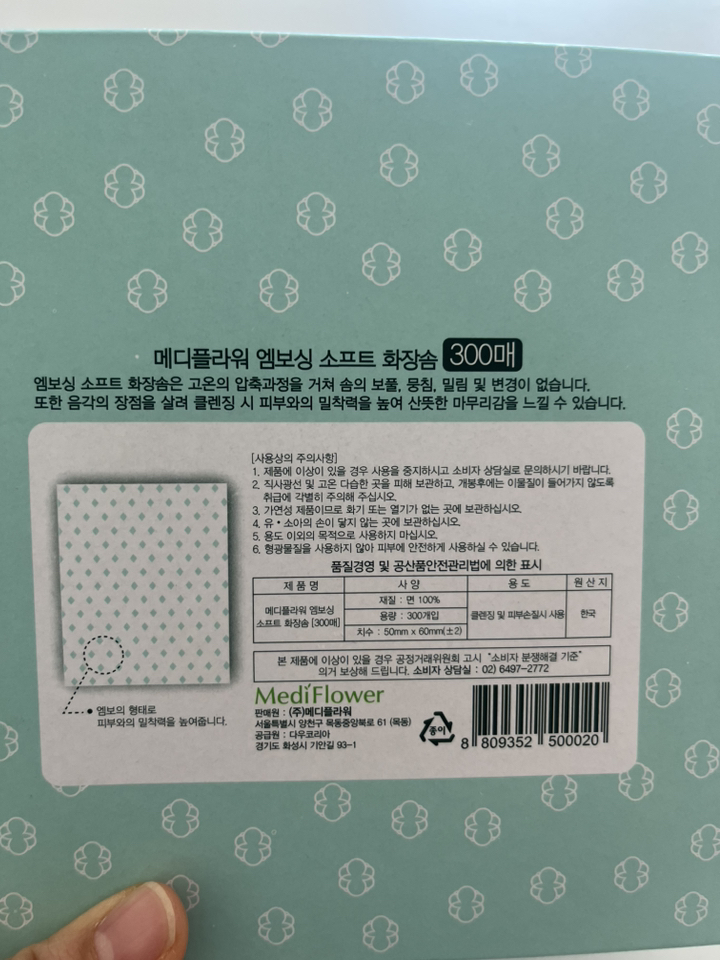 메디플라워 엠보싱 소프트 화장솜 300매
엠보싱 소프트 화장솜은 고온의 압축과정을 거쳐 솜의 보풀, 뭉침, 밀림 및 변경이 없습니다.
또한 음각의 장점을 살려 클렌징 시 피부와의 밀착력을 높여 산뜻한 마무리감을 느낄 수 있습니다.
[사용상의 주의사항]
1. 제품에 이상이 있을 경우 사용을 중지하시고 소비자 상담실로 문의하시기 바랍니다.
2. 직사광선 및 고온 다습한 곳을 피해 보관하고, 개봉후에는 이물질이 들어가지 않도록
취급에 각별히 주의해 주십시오.
3. 가연성 제품이므로 화기 또는 열기가 없는 곳에 보관하십시오.
4. 유·소아의 손이 닿지 않는 곳에 보관하십시오.
5. 용도 이외의 목적으로 사용하지 마십시오.
6. 형광물질을 사용하지 않아 피부에 안전하게 사용하실 수 있습니다.
품질경영 및 공산품안전관리법에 의한 표시
제품명 사양 용도 원산지
메디플라워 엠보싱
소프트 화장솜 [300매]
재질 : 면 100%
용량 : 300개입
치수 : 50mm x 60mm(±2)
클렌징 및 피부손질시 사용
한국
본 제품에 이상이 있을 경우 공정거래위원회 고시 "소비자 분쟁해결 기준"
의거 보상해 드립니다. 소비자 상담실 : 02) 6497-2772
엠보의 형태로
피부와의 밀착력을 높여줍니다.
MediFlower
판매원 : (주)메디플라워
서울특별시 양천구 목동중앙북로 61 (목동)
공급원 : 다우코리아
경기도 화성시 기안길 93-1
종이
8 809352 500020